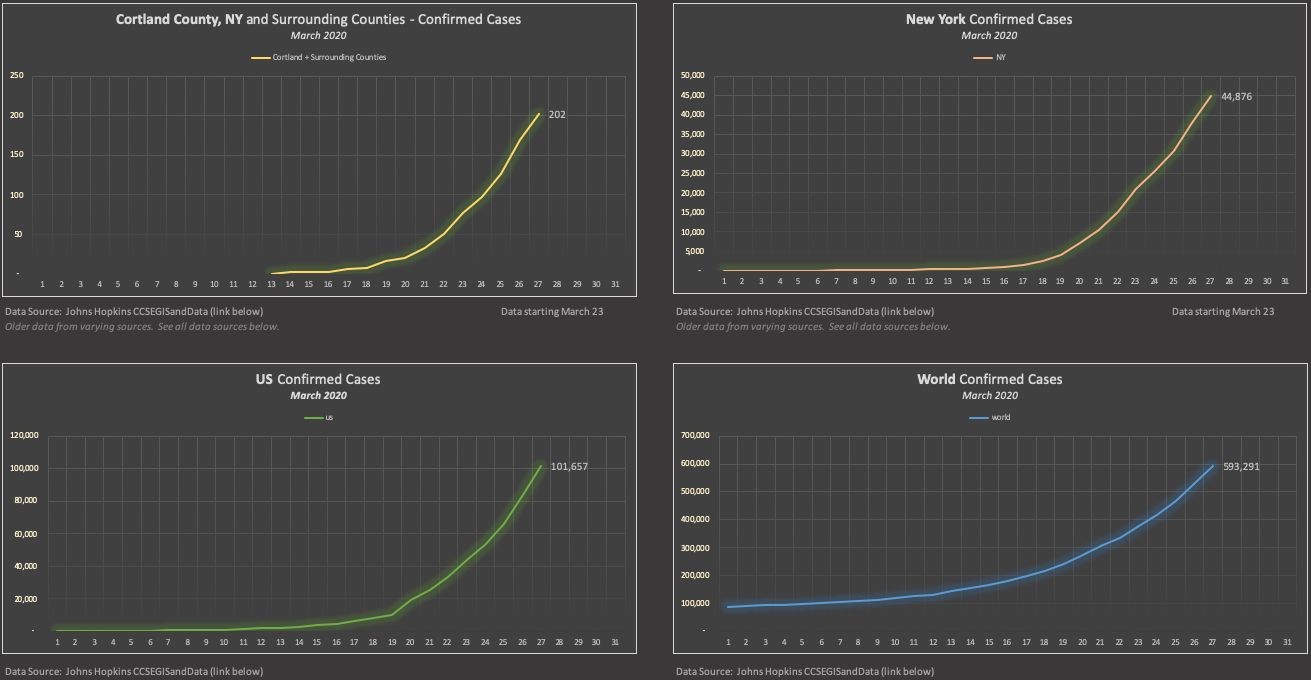 Cortland County, NY and Surrounding Counties - Confirmed Cases
March 2020
Cortland + Surrounding Counties
250
200
150
100
50
-
202
1 2 3 4 5 6 7 8 9 10 11 12 13 14 15 16 17 18 19 20 21 22 23 24 25 26 27 28 29 30 31
Data Source: Johns Hopkins CCSEGISandData (link below) Data starting March 23
Older data from varying sources. See all data sources below.
New York Confirmed Cases
March 2020
NY
50,000
45,000
40,000
35,000
30,000
25,000
20,000
15,000
10,000
5000
-
44,876
1 2 3 4 5 6 7 8 9 10 11 12 13 14 15 16 17 18 19 20 21 22 23 24 25 26 27 28 29 30 31
Data Source: Johns Hopkins CCSEGISandData (link below) Data starting March 23
Older data from varying sources. See all data sources below.
US Confirmed Cases
March 2020
us
120,000
100,000
80,000
60,000
40,000
20,000
-
101,657
1 2 3 4 5 6 7 8 9 10 11 12 13 14 15 16 17 18 19 20 21 22 23 24 25 26 27 28 29 30 31
Data Source: Johns Hopkins CCSEGISandData (link below)
World Confirmed Cases
March 2020
world
700,000
600,000
500,000
400,000
300,000
200,000
100,000
-
593,291
1 2 3 4 5 6 7 8 9 10 11 12 13 14 15 16 17 18 19 20 21 22 23 24 25 26 27 28 29 30 31
Data Source: Johns Hopkins CCSEGISandData (link below)